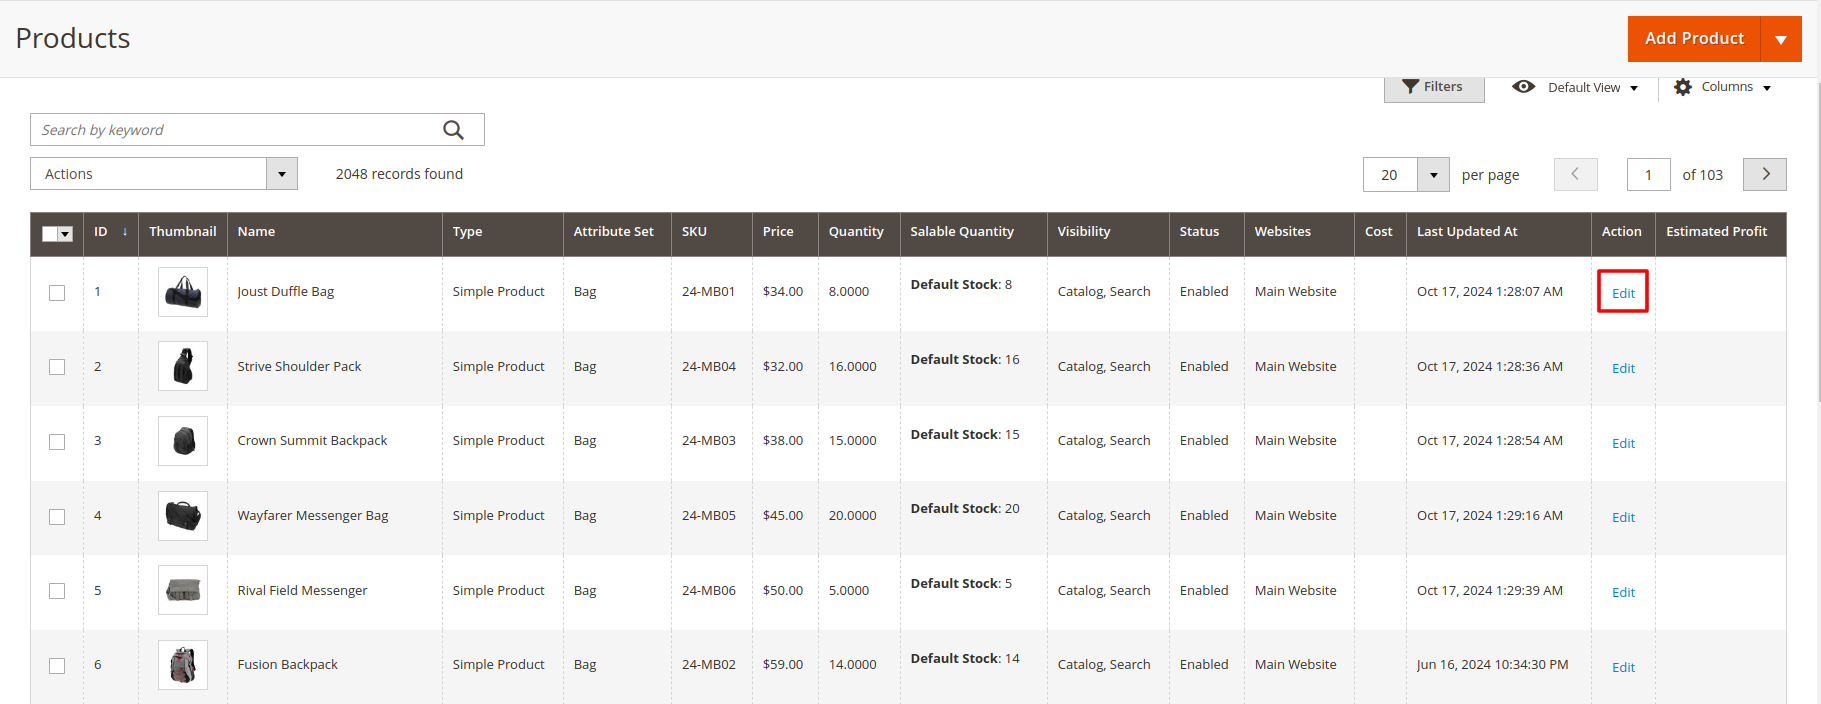 Products
Add Product
Filters Default View Columns
Search by keyword
Actions 2048 records found 20 per page 1 of 103
ID ↓ Thumbnail Name Type Attribute Set SKU Price Quantity Salable Quantity Visibility Status Websites Cost Last Updated At Action Estimated Profit
1 Joust Duffle Bag Simple Product Bag 24-MB01 $34.00 8.0000 Default Stock: 8 Catalog, Search Enabled Main Website Oct 17, 2024 1:28:07 AM Edit
2 Strive Shoulder Pack Simple Product Bag 24-MB04 $32.00 16.0000 Default Stock: 16 Catalog, Search Enabled Main Website Oct 17, 2024 1:28:36 AM Edit
3 Crown Summit Backpack Simple Product Bag 24-MB03 $38.00 15.0000 Default Stock: 15 Catalog, Search Enabled Main Website Oct 17, 2024 1:28:54 AM Edit
4 Wayfarer Messenger Bag Simple Product Bag 24-MB05 $45.00 20.0000 Default Stock: 20 Catalog, Search Enabled Main Website Oct 17, 2024 1:29:16 AM Edit
5 Rival Field Messenger Simple Product Bag 24-MB06 $50.00 5.0000 Default Stock: 5 Catalog, Search Enabled Main Website Oct 17, 2024 1:29:39 AM Edit
6 Fusion Backpack Simple Product Bag 24-MB02 $59.00 14.0000 Default Stock: 14 Catalog, Search Enabled Main Website Jun 16, 2024 10:34:30 PM Edit